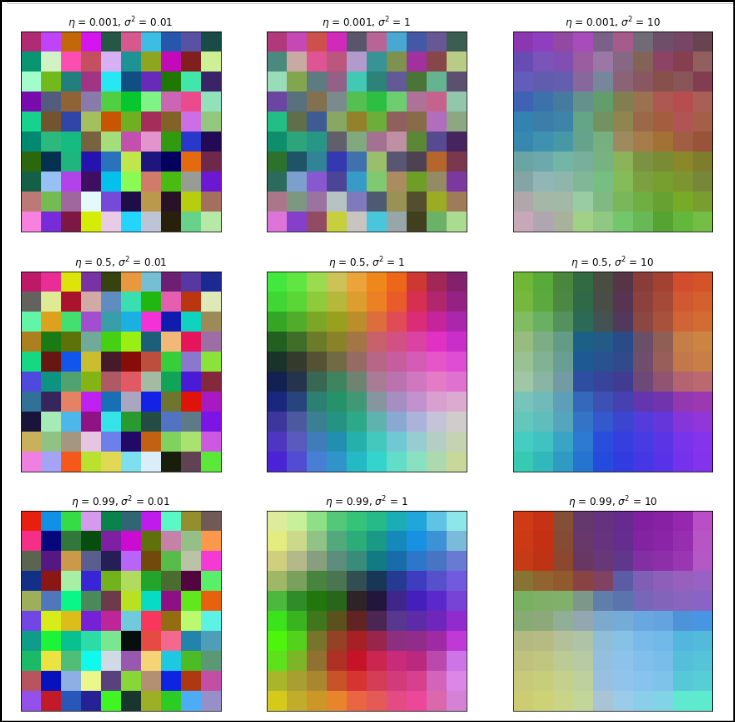 η = 0.001, σ² = 0.01
η = 0.001, σ² = 1
η = 0.001, σ² = 10
η = 0.5, σ² = 0.01
η = 0.5, σ² = 1
η = 0.5, σ² = 10
η = 0.99, σ² = 0.01
η = 0.99, σ² = 1
η = 0.99, σ² = 10